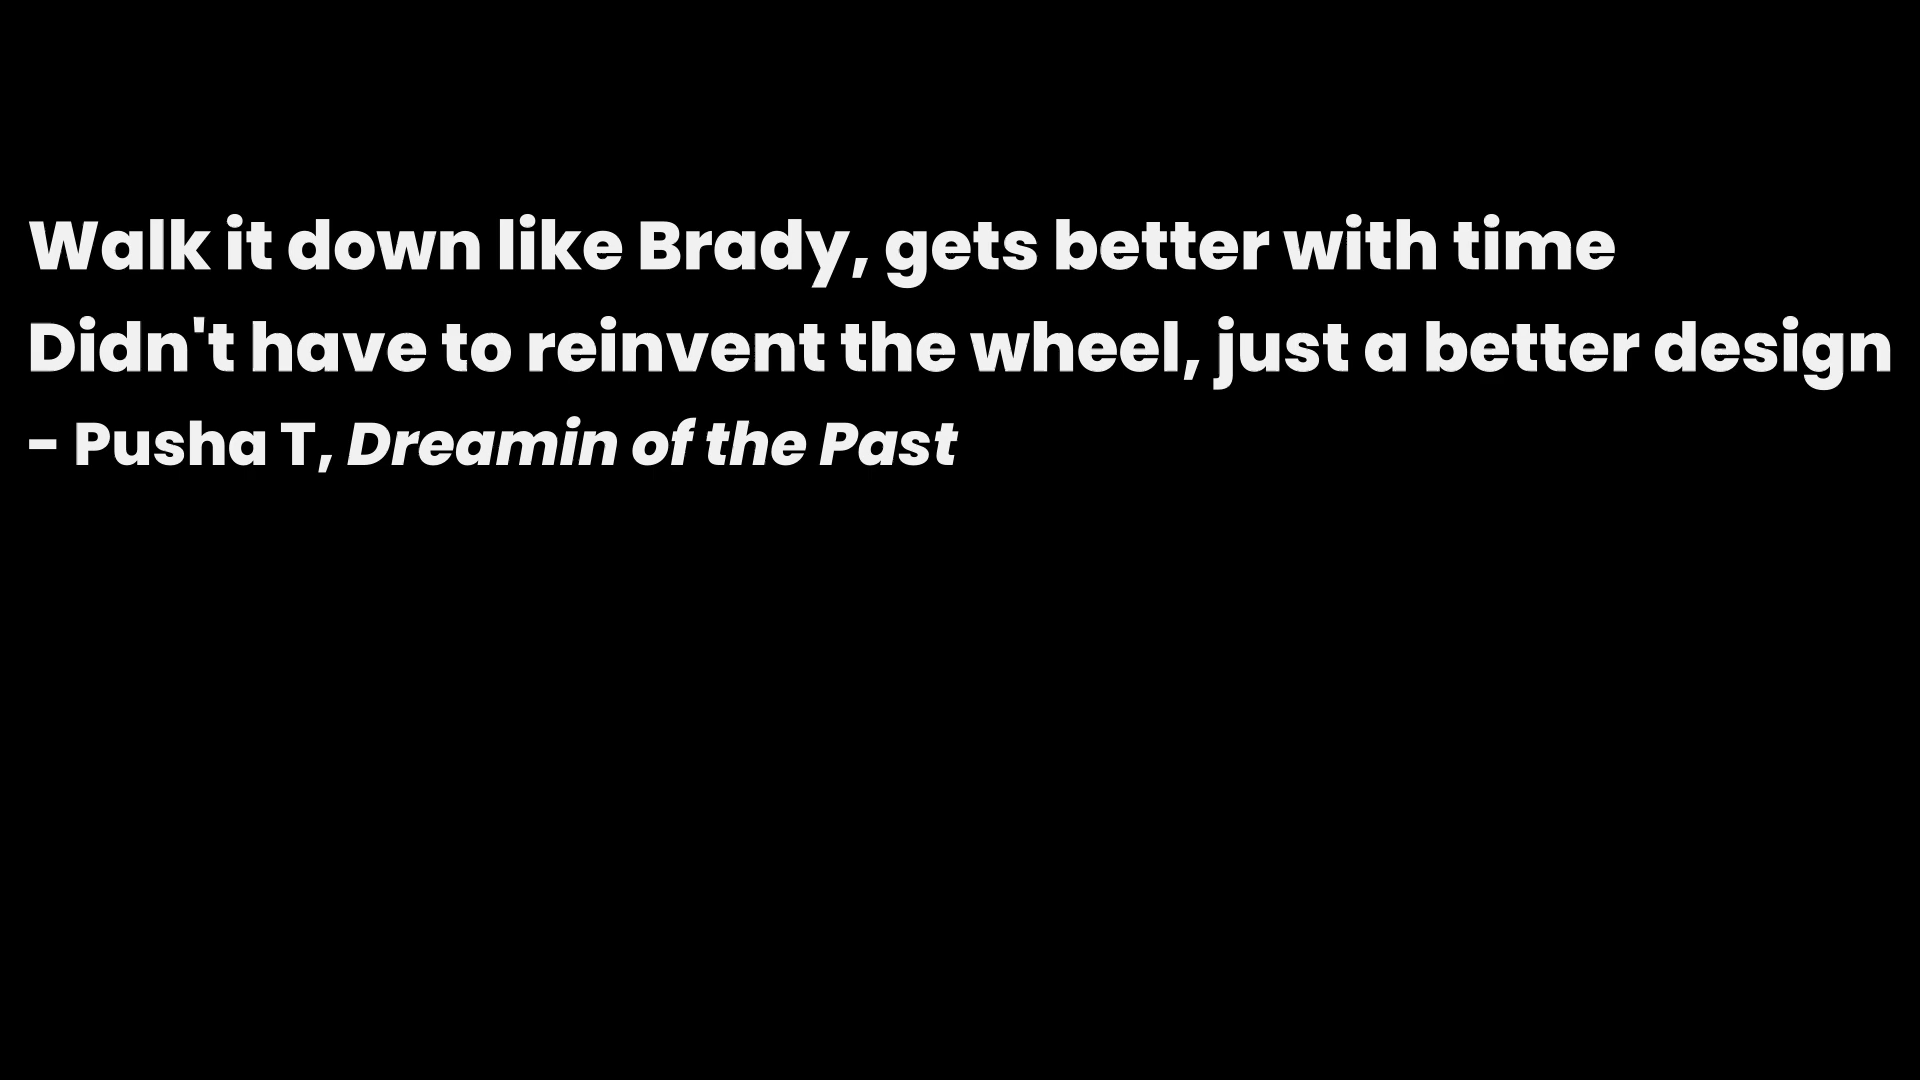 Walk it down like Brady, gets better with time
Didn't have to reinvent the wheel, just a better design
- Pusha T, Dreamin of the Past